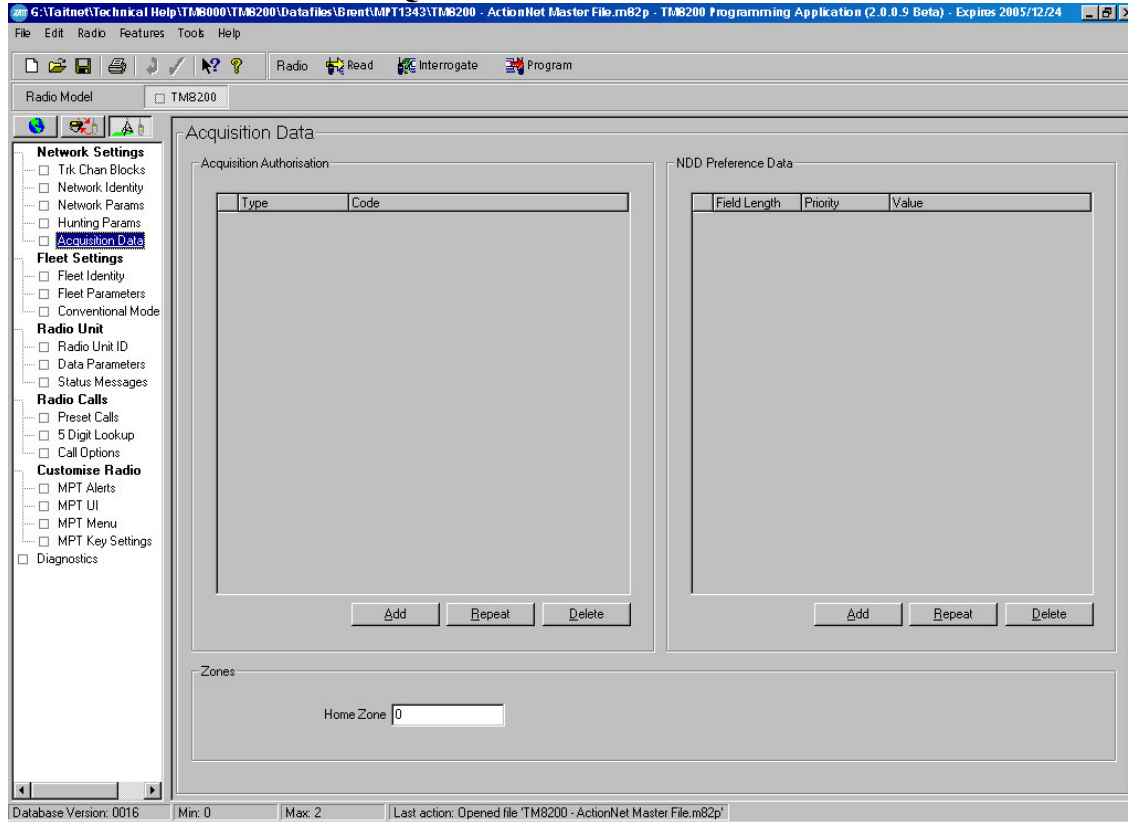 G:\Taitnet\Technical Help\TM8000\TM8200\Datafiles\Brent\MPT1343\TM8200 - ActionNet Master File.m82p - TM8200 Programming Application (2.0.0.9 Beta) - Expires 2005/12/24
File Edit Radio Features Tools Help
Radio Read Interrogate Program
Radio Model TM8200
Network Settings
Trk Chan Blocks
Network Identity
Network Params
Hunting Params
Acquisition Data
Fleet Settings
Fleet Identity
Fleet Parameters
Conventional Mode
Radio Unit
Radio Unit ID
Data Parameters
Status Messages
Radio Calls
Preset Calls
5 Digit Lookup
Call Options
Customise Radio
MPT Alerts
MPT UI
MPT Menu
MPT Key Settings
Diagnostics
Acquisition Data
Acquisition Authorisation
Type Code
Add Repeat Delete
NDD Preference Data
Field Length Priority Value
Add Repeat Delete
Zones
Home Zone 0
Database Version: 0016 Min: 0 Max: 2 Last action: Opened file 'TM8200 - ActionNet Master File.m82p'